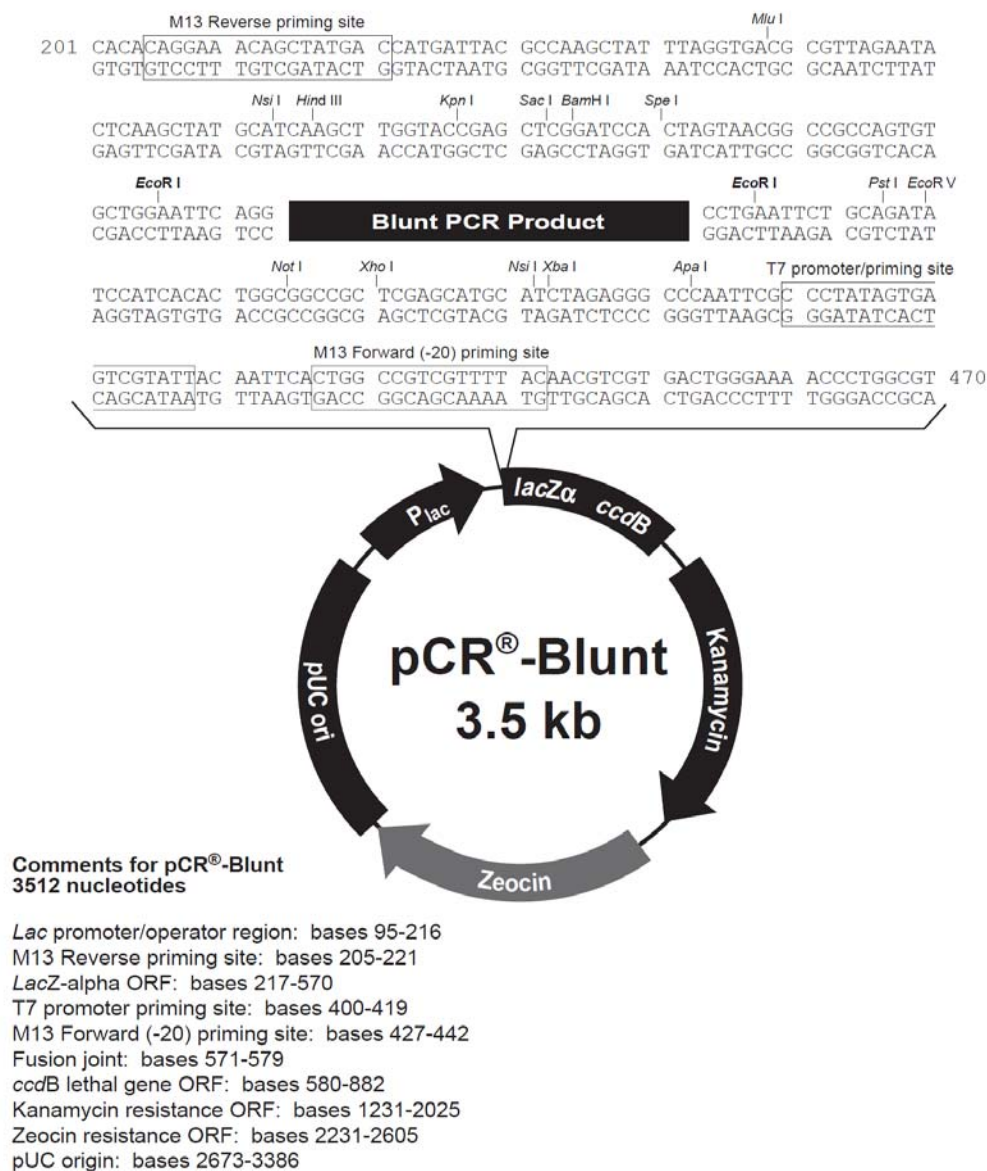 M13 Reverse priming site
Mlu I
201 CACACAGGAA ACAGCTATGAC CATGATTAC GCCAAGCTAT TTAGGTGACG CGTTAGAATA
GTGTGTCCTT TGTCGATACTG GTACTAATG CGGTTCGATA AATCCACTGC GCAATCTTAT
Nsi I Hind III Kpn I Sac I BamH I Spe I
CTCAAGCTAT GCATCAAGCTT GGTACCGAG CTCGGATCCA CTAGTAACGG CCGCCAGTGT
GAGTTCGATA CGTAGTTCGAA CCATGGCTC GAGCCTAGGT GATCATTGCC GGCGGTCACA
EcoR I EcoR I Pst I EcoR V
GCTGGAATTC AGG Blunt PCR Product CCTGAATTCT GCAGATA
CGACCTTAAG TCC GGACTTAAGA CGTCTAT
Not I Xho I Nsi I Xba I Apa I T7 promoter/priming site
TCCATCACAC TGGCGGCCGC TCGAGCATGC ATCTAGAGGG CCCAATTCGC CCTATAGTGA
AGGTAGTGTG ACCGCCGGCG AGCTCGTACG TAGATCTCCC GGGTTAAGCG GGATATCACT
M13 Forward (-20) priming site
GTCGTATTAC AATTCACTGG CCGTCGTTTT ACAACGTCGT GACTGGGAAA ACCCTGGCGT 470
CAGCATAATG TTAAGTGACC GGCAGCAAAA TGTTGCAGCA CTGACCCTTT TGGGACCGCA
Plac
lacZα ccdB
Kanamycin
pUC ori
pCR®-Blunt
3.5 kb
Zeocin
Comments for pCR®-Blunt
3512 nucleotides
Lac promoter/operator region: bases 95-216
M13 Reverse priming site: bases 205-221
LacZ-alpha ORF: bases 217-570
T7 promoter priming site: bases 400-419
M13 Forward (-20) priming site: bases 427-442
Fusion joint: bases 571-579
ccdB lethal gene ORF: bases 580-882
Kanamycin resistance ORF: bases 1231-2025
Zeocin resistance ORF: bases 2231-2605
pUC origin: bases 2673-3386